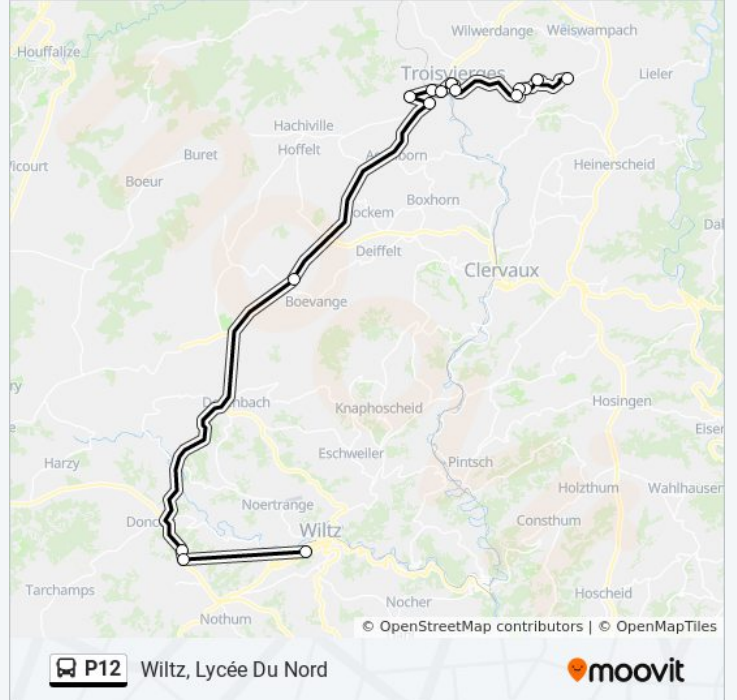 Wilwerdange
Weiswampach
Houffalize
Troisvierges
Lieler
Hachiville
Hoffelt
Buret
Heinerscheid
Boeur
Boxhorn
Deiffelt
Clervaux
Boevange
Knaphoscheid
Hosingen
Eschweiler
Harzy
Pintsch
Holzthum
Wahlhausen
Noertrange
Consthum
Wiltz
Tarchamps
Hoscheid
Nocher
Nothum
© OpenStreetMap contributors | © OpenMapTiles
P12 Wiltz, Lycée Du Nord
moovit